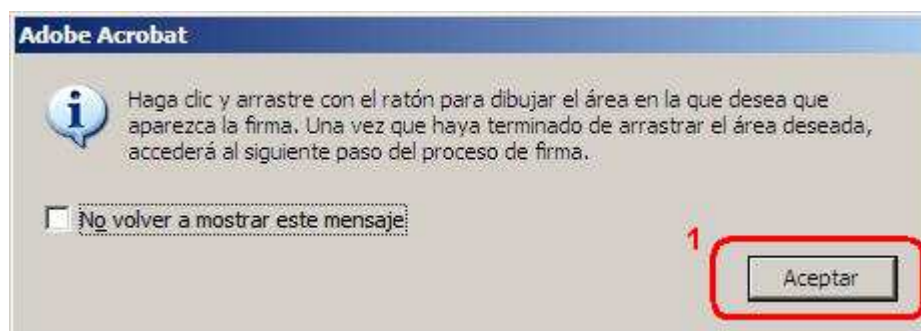 Adobe Acrobat
Haga clic y arrastre con el ratón para dibujar el área en la que desea que
aparezca la firma. Una vez que haya terminado de arrastrar el área deseada,
accederá al siguiente paso del proceso de firma.
No volver a mostrar este mensaje
1
Aceptar